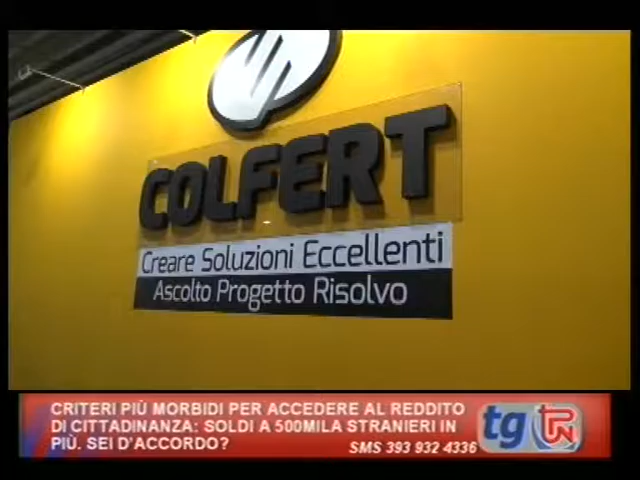 COLFERT
Creare Soluzioni Eccellenti
Ascolto Progetto Risolvo
CRITERI PIÙ MORBIDI PER ACCEDERE AL REDDITO
DI CITTADINANZA: SOLDI A 500MILA STRANIERI IN
PIÙ. SEI D'ACCORDO?
SMS 393 932 4336
tg TPN